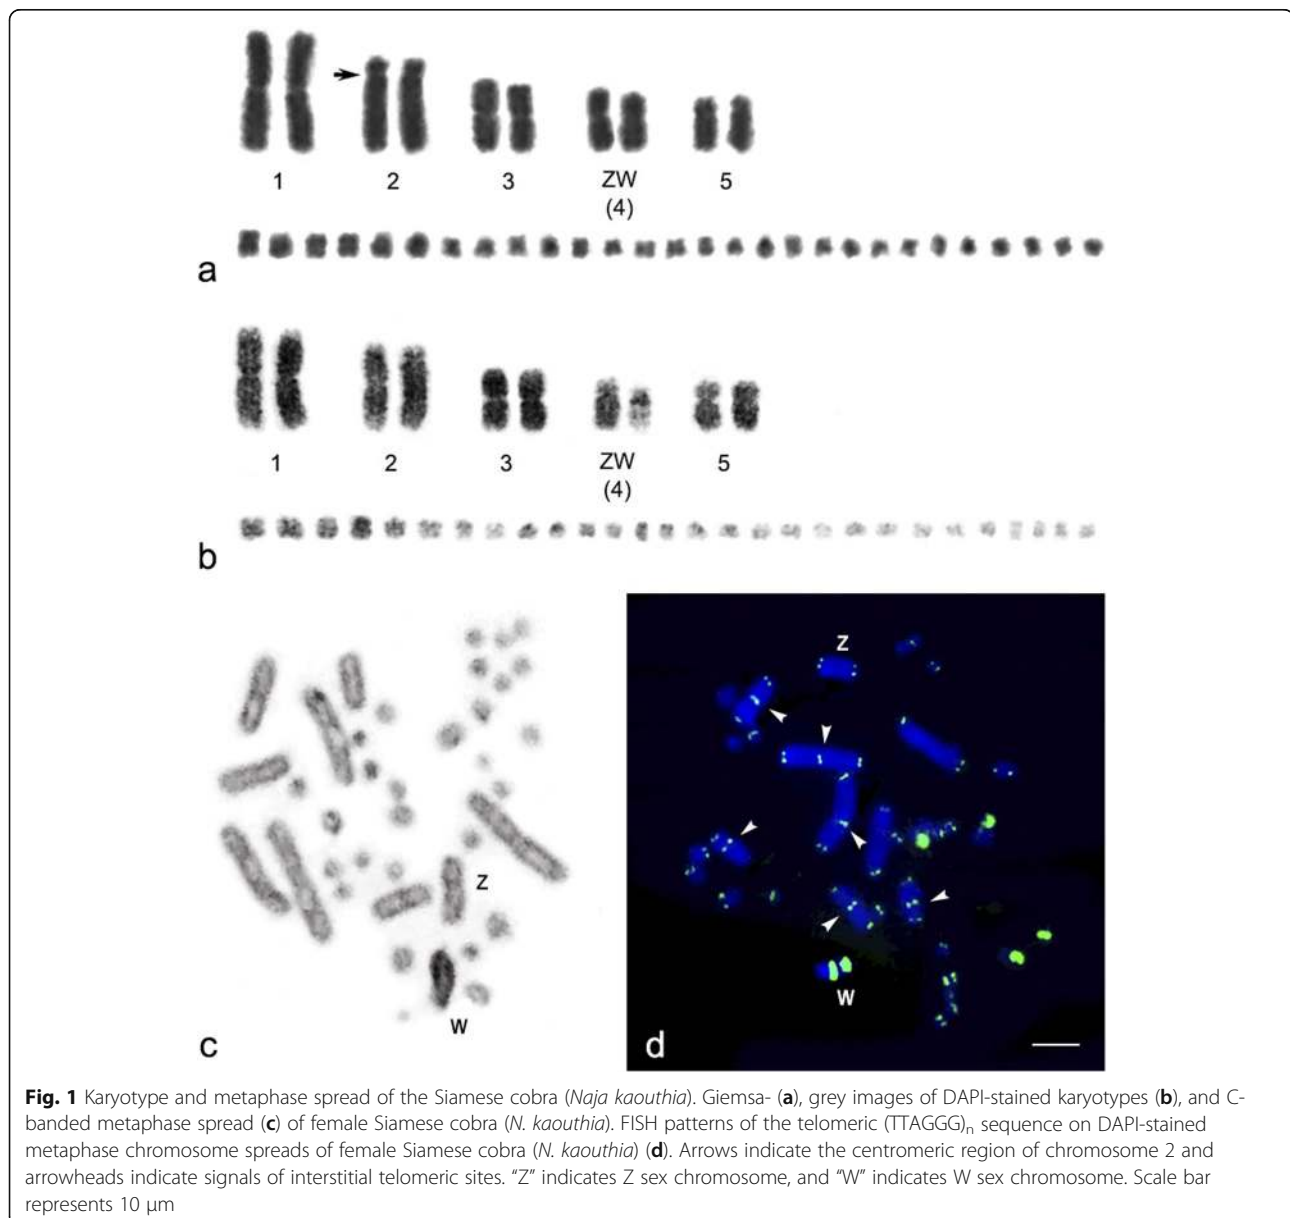 1 2 3 ZW 5
(4)
a
1 2 3 ZW 5
(4)
b
Z
W
c
Z
W
d
Fig. 1 Karyotype and metaphase spread of the Siamese cobra (Naja kaouthia). Giemsa- (a), grey images of DAPI-stained karyotypes (b), and C-
banded metaphase spread (c) of female Siamese cobra (N. kaouthia). FISH patterns of the telomeric (TTAGGG)n sequence on DAPI-stained
metaphase chromosome spreads of female Siamese cobra (N. kaouthia) (d). Arrows indicate the centromeric region of chromosome 2 and
arrowheads indicate signals of interstitial telomeric sites. “Z” indicates Z sex chromosome, and “W” indicates W sex chromosome. Scale bar
represents 10 μm